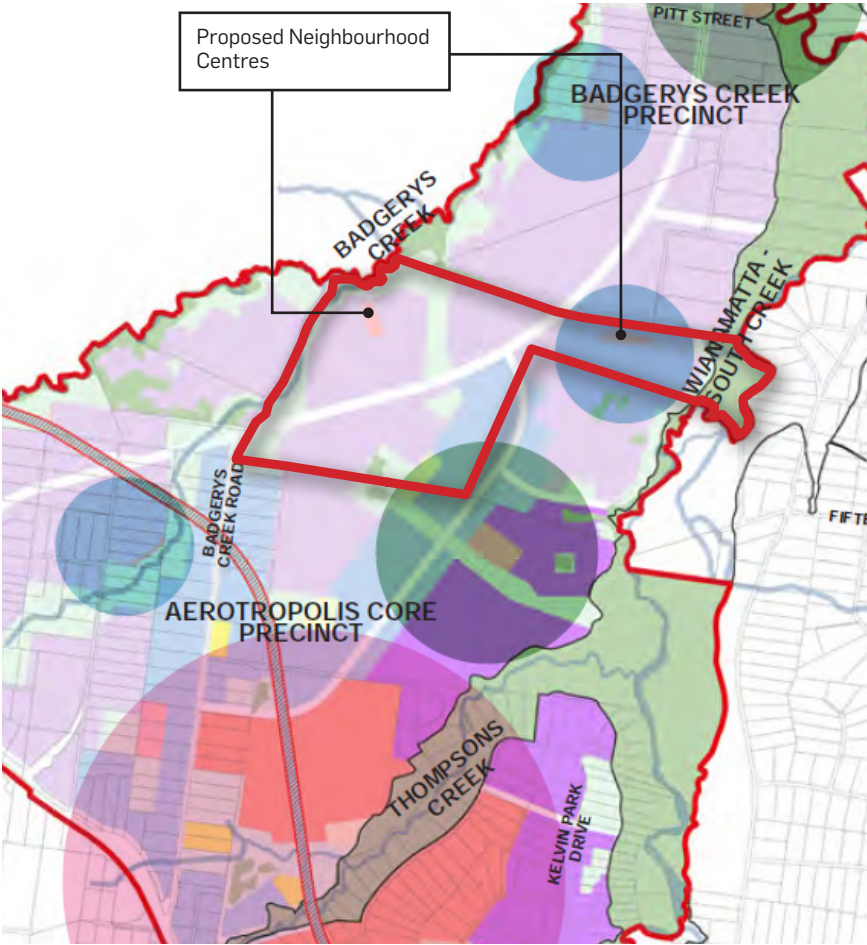 PITT STREET
Proposed Neighbourhood
Centres
BADGERYS CREEK
PRECINCT
BADGERYS
CREEK
WIANAMATTA -
SOUTH CREEK
BADGERYS
CREEK ROAD
FIFTE
AEROTROPOLIS CORE
PRECINCT
THOMPSONS
CREEK
KELVIN PARK
DRIVE